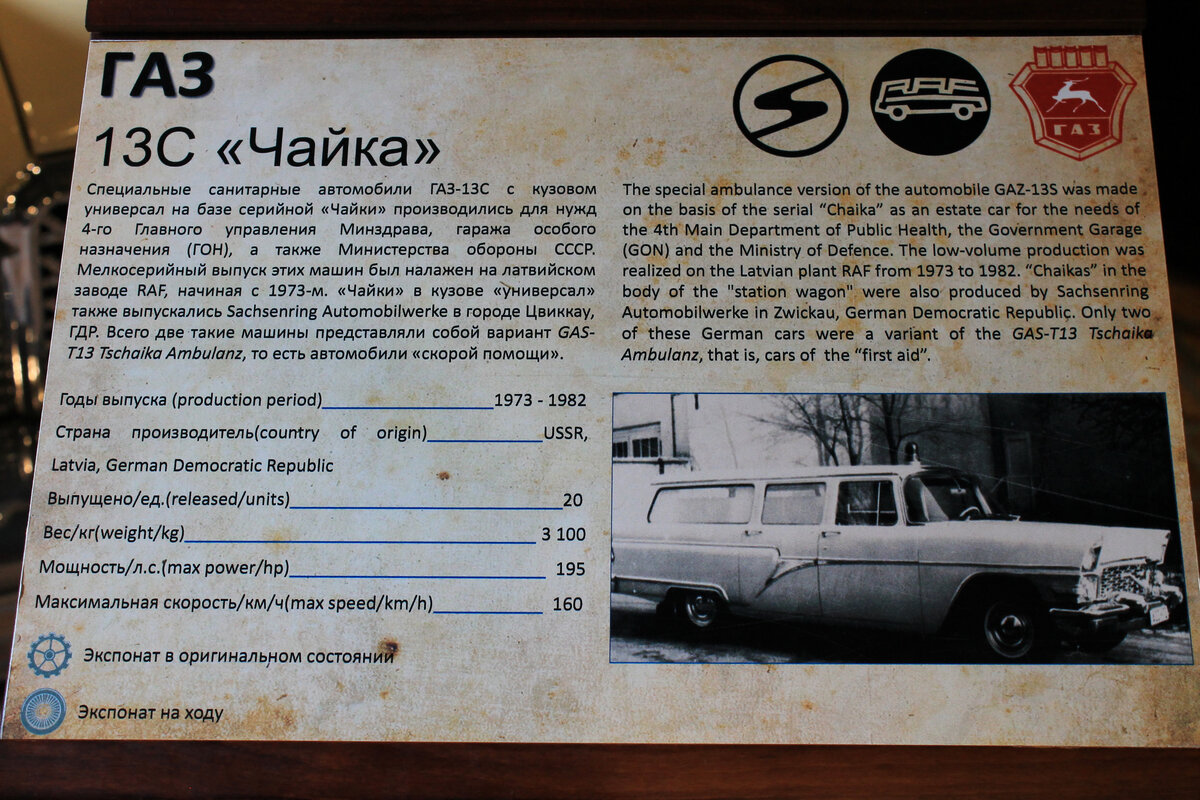 ГАЗ
13С «Чайка»
RAF
ГАЗ
Специальные санитарные автомобили ГАЗ-13С с кузовом
универсал на базе серийной «Чайки» производились для нужд
4-го Главного управления Минздрава, гаража особого
назначения (ГОН), а также Министерства обороны СССР.
Мелкосерийный выпуск этих машин был налажен на латвийском
заводе RAF, начиная с 1973-м. «Чайки» в кузове «универсал»
также выпускались Sachsenring Automobilwerke в городе Цвиккау,
ГДР. Всего две такие машины представляли собой вариант GAS-
T13 Tschaika Ambulanz, то есть автомобили «скорой помощи».
The special ambulance version of the automobile GAZ-13S was made
on the basis of the serial “Chaika” as an estate car for the needs of
the 4th Main Department of Public Health, the Government Garage
(GON) and the Ministry of Defence. The low-volume production was
realized on the Latvian plant RAF from 1973 to 1982. “Chaikas” in the
body of the "station wagon" were also produced by Sachsenring
Automobilwerke in Zwickau, German Democratic Republic. Only two
of these German cars were a variant of the GAS-T13 Tschaika
Ambulanz, that is, cars of the “first aid”.
Годы выпуска (production period)____1973 - 1982
Страна производитель(country of origin)____USSR,
Latvia, German Democratic Republic
Выпущено/ед.(released/units)____20
Вес/кг(weight/kg)____3 100
Мощность/л.с.(max power/hp)____195
Максимальная скорость/км/ч(max speed/km/h)____160
Экспонат в оригинальном состоянии
Экспонат на ходу